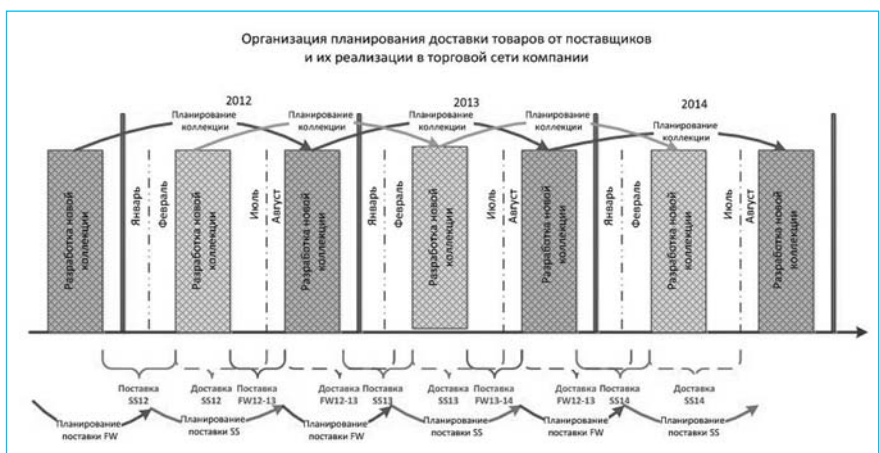 Организация планирования доставки товаров от поставщиков
и их реализации в торговой сети компании
2012
2013
2014
Планирование
коллекции
Планирование
коллекции
Планирование
коллекции
Планирование
коллекции
Планирование
коллекции
Разработка новой
коллекции
Январь
Февраль
Разработка новой
коллекции
Июль
Август
Разработка новой
коллекции
Январь
Февраль
Разработка новой
коллекции
Июль
Август
Разработка новой
коллекции
Январь
Февраль
Разработка новой
коллекции
Июль
Август
Разработка новой
коллекции
Поставка
SS12
Доставка
SS12
Поставка
FW12-13
Доставка
FW12-13
Поставка
SS13
Доставка
SS13
Поставка
FW13-14
Доставка
FW12-13
Поставка
SS14
Доставка
SS14
Планирование
поставки FW
Планирование
поставки SS
Планирование
поставки FW
Планирование
поставки SS
Планирование
поставки FW
Планирование
поставки SS